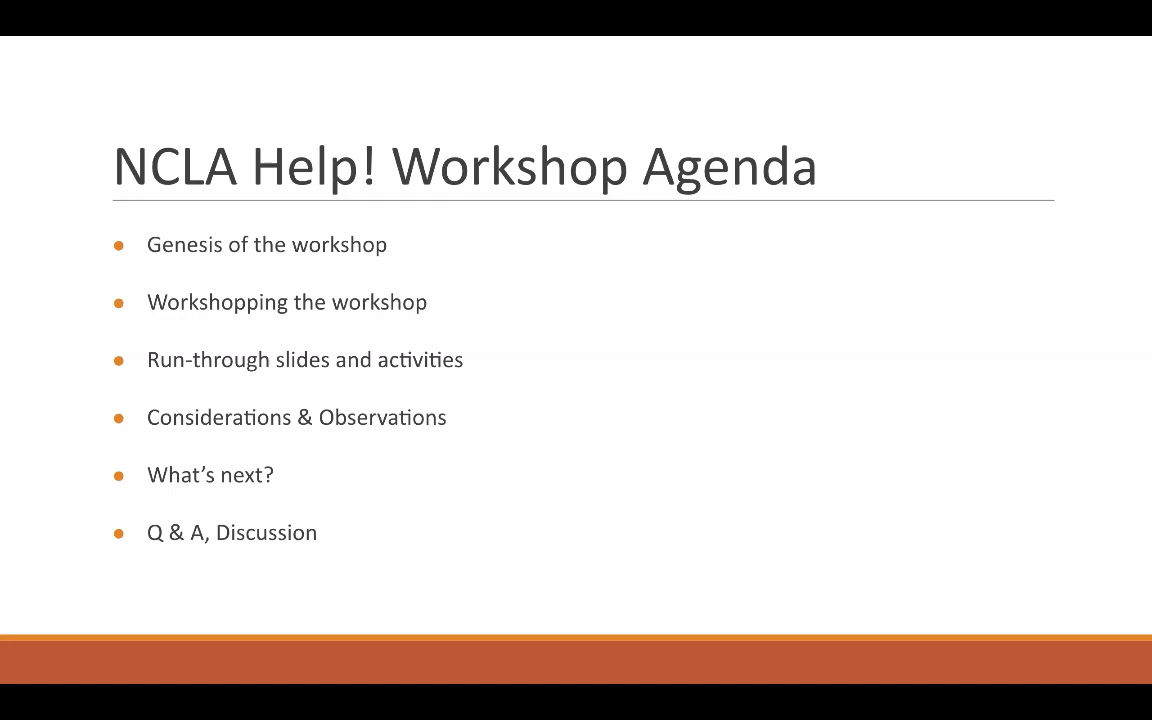 NCLA Help! Workshop Agenda
● Genesis of the workshop
● Workshopping the workshop
● Run-through slides and activities
● Considerations & Observations
● What’s next?
● Q & A, Discussion